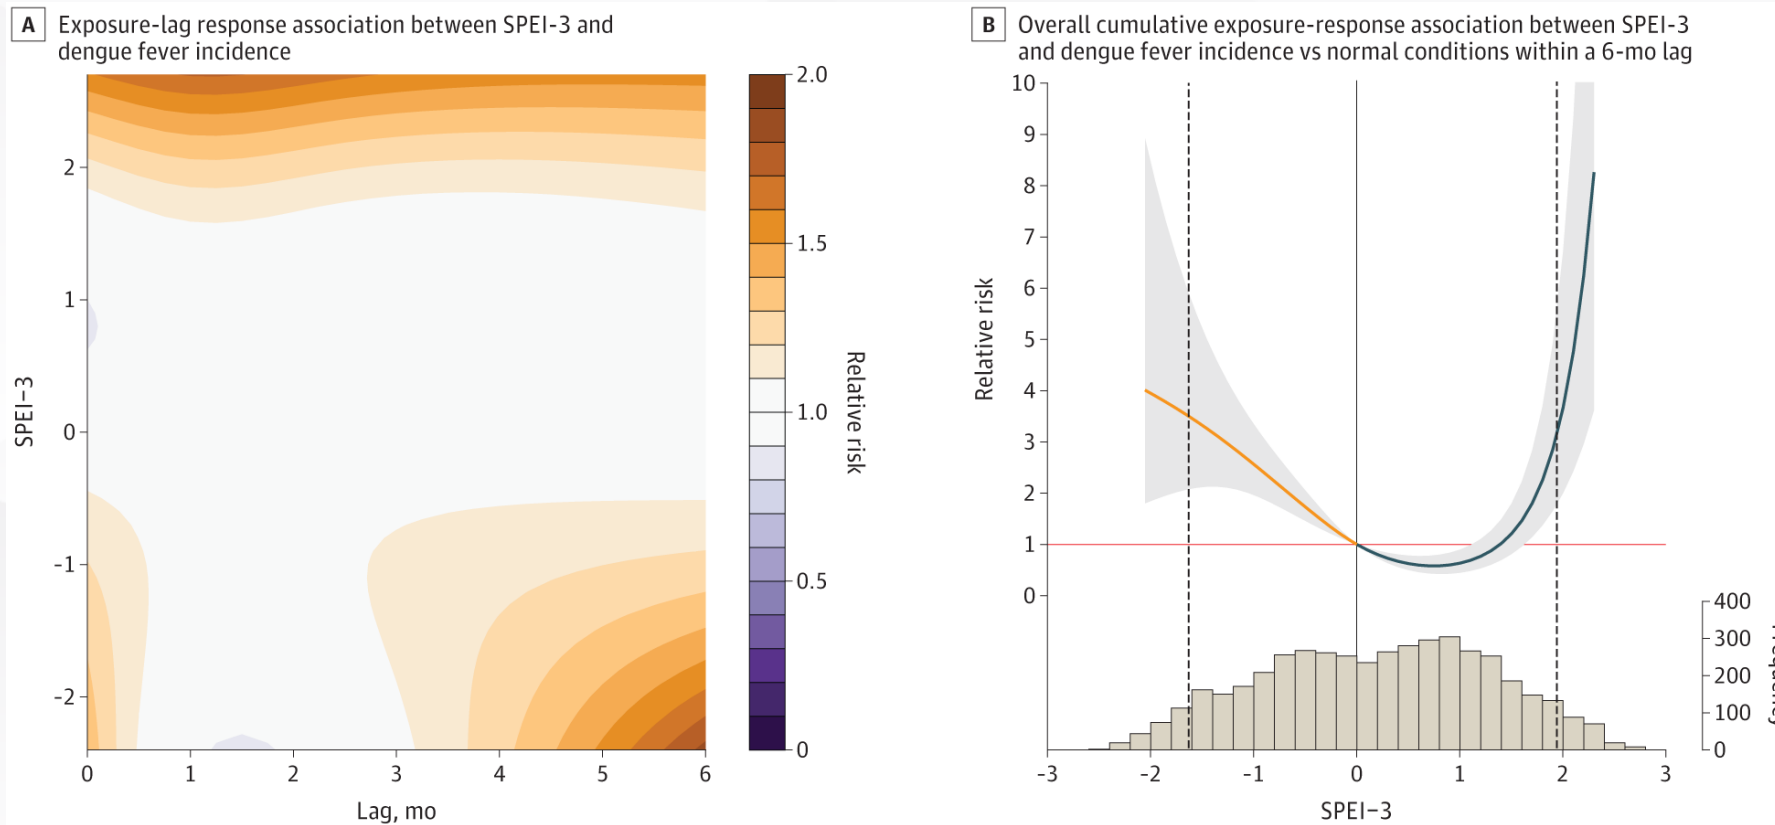 A Exposure-lag response association between SPEI-3 and
dengue fever incidence
2
1
0
-1
-2
SPEI−3
0 1 2 3 4 5 6
Lag, mo
2.0
1.5
1.0
0.5
0
Relative risk
B Overall cumulative exposure-response association between SPEI-3
and dengue fever incidence vs normal conditions within a 6-mo lag
10
9
8
7
6
5
4
3
2
1
0
Relative risk
400
300
200
100
0
-3 -2 -1 0 1 2 3
SPEI−3